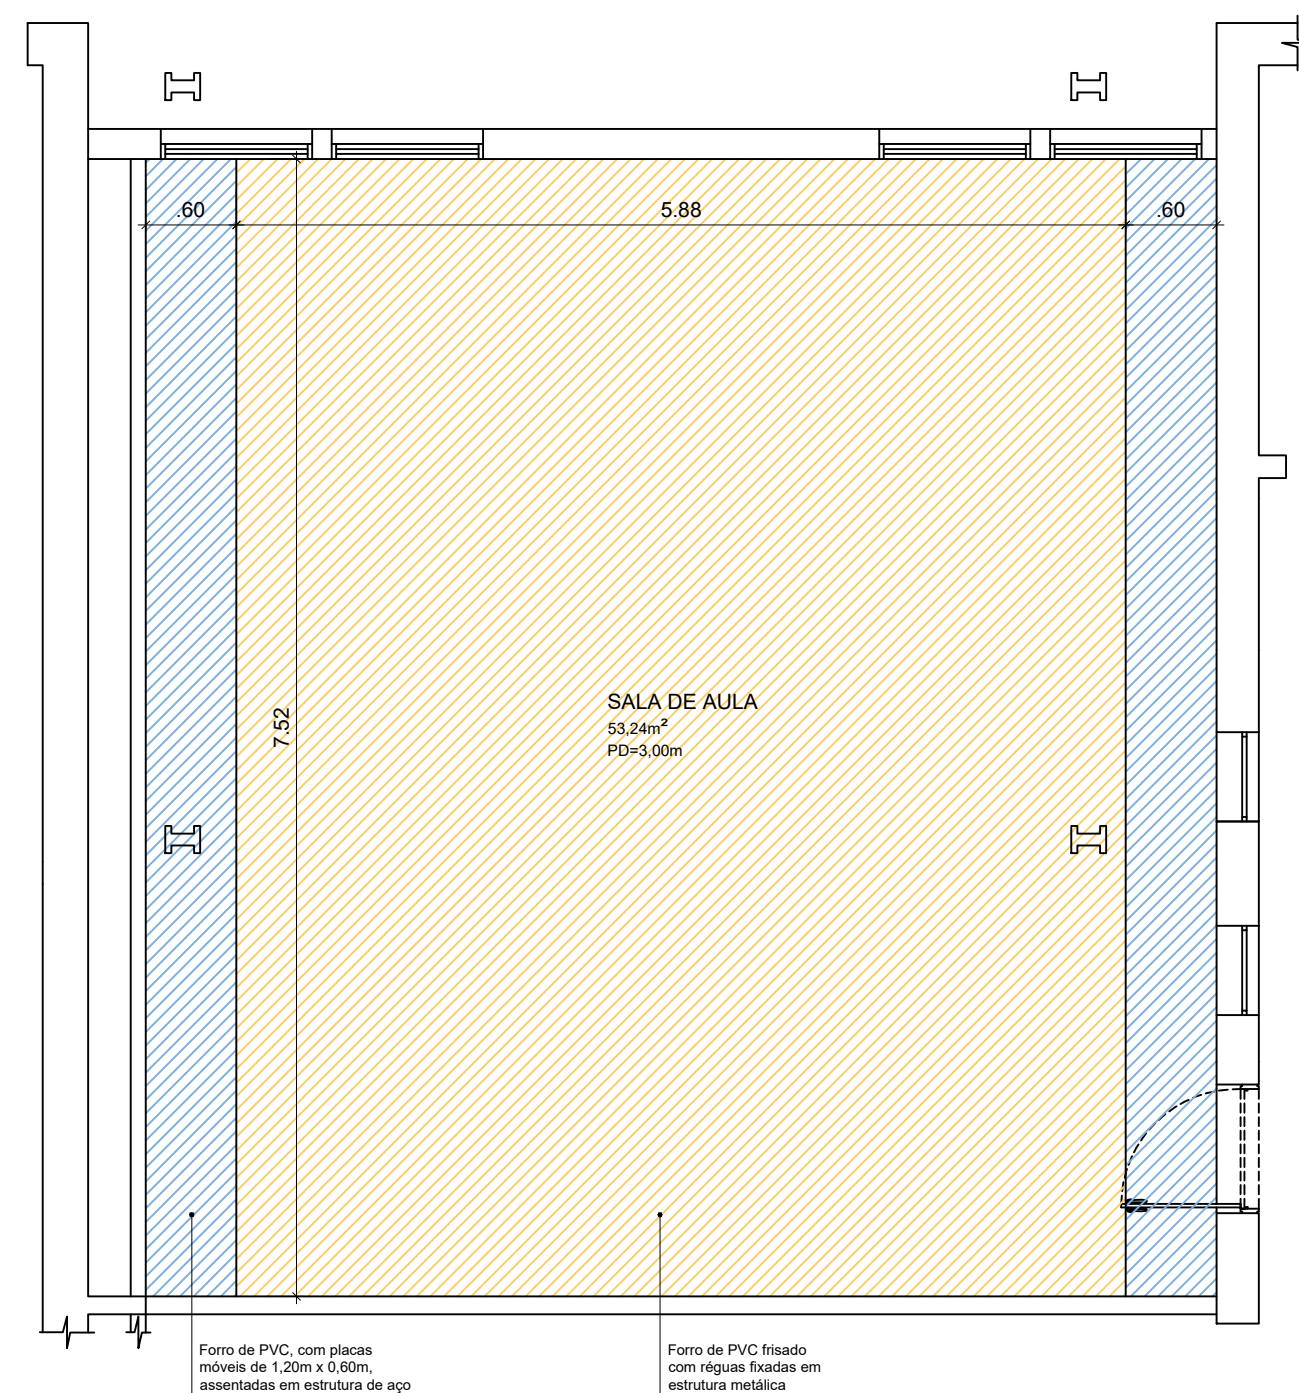 .60
5.88
.60
7.52
SALA DE AULA
53,24m²
PD=3,00m
Forro de PVC, com placas
móveis de 1,20m x 0,60m,
assentadas em estrutura de aço
Forro de PVC frisado
com réguas fixadas em
estrutura metálica